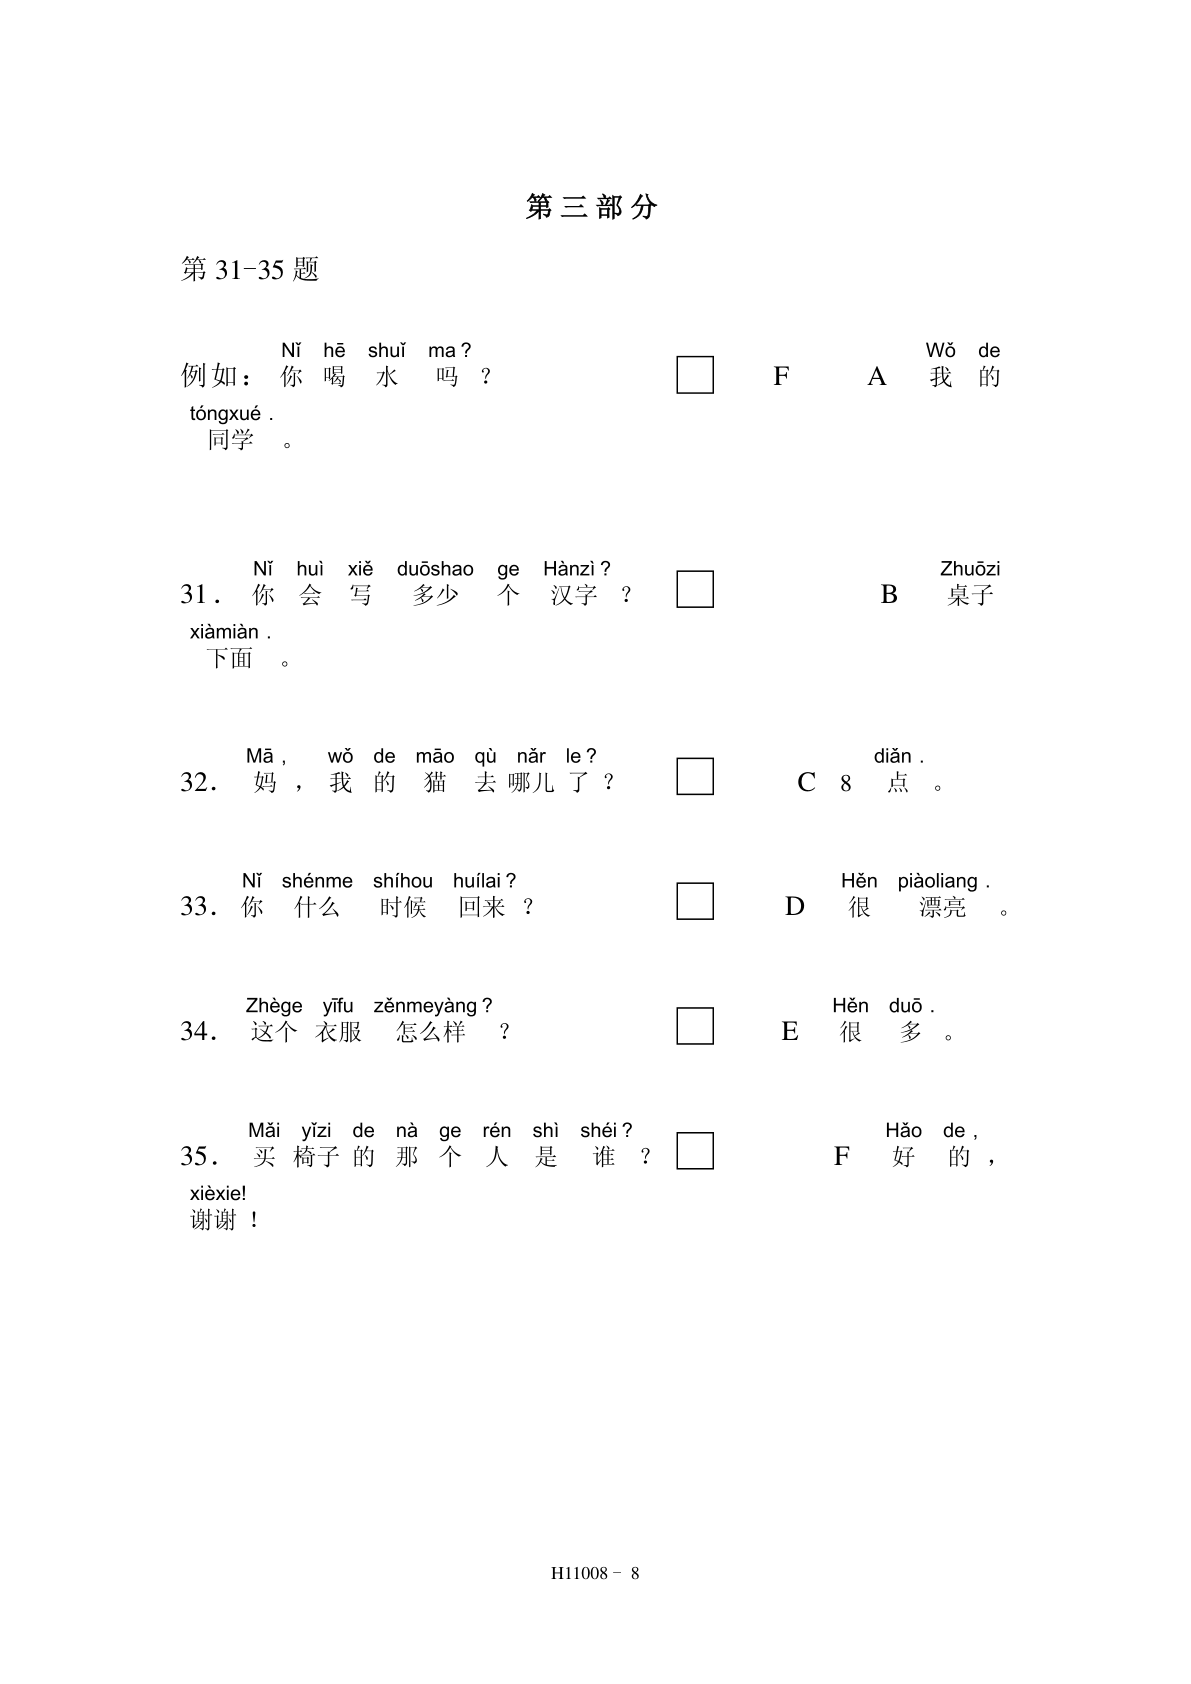 第三部分
第 31-35 题
Nǐ hē shuǐ ma？ Wǒ de
例如： 你 喝 水 吗 ？ F A 我 的
tóngxué .
同学 。
Nǐ huì xiě duōshao ge Hànzì？ Zhuōzi
31． 你 会 写 多少 个 汉字 ？ B 桌子
xiàmiàn .
下面 。
Mā , wǒ de māo qù nǎr le？ diǎn .
32． 妈 ，我 的 猫 去 哪儿 了 ？ C 8 点 。
Nǐ shénme shíhou huílai？ Hěn piàoliang .
33． 你 什么 时候 回来 ？ D 很 漂亮 。
Zhège yīfu zěnmeyàng？ Hěn duō .
34． 这个 衣服 怎么样 ？ E 很 多 。
Mǎi yǐzi de nà ge rén shì shéi？ Hǎo de ,
35． 买 椅子 的 那 个 人 是 谁 ？ F 好 的 ，
xièxie!
谢谢 ！
H11008- 8